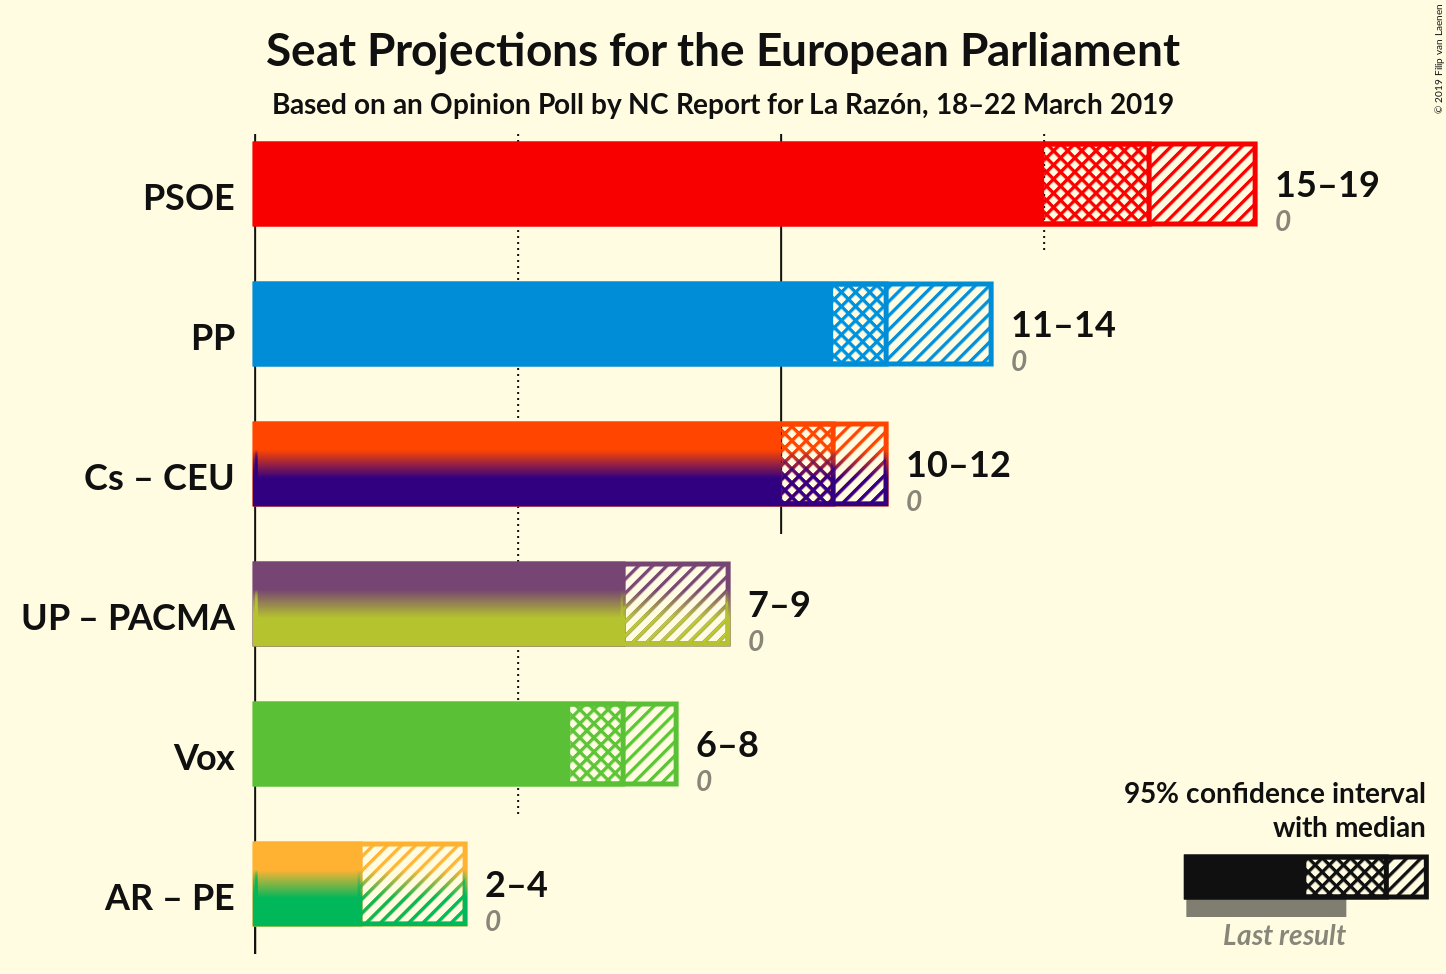 Seat Projections for the European Parliament
Based on an Opinion Poll by NC Report for La Razón, 18–22 March 2019
© 2019 Filip van Laenen
PSOE
15–19
0
PP
11–14
0
Cs – CEU
10–12
0
UP – PACMA
7–9
0
Vox
6–8
0
AR – PE
2–4
0
95% confidence interval
with median
Last result